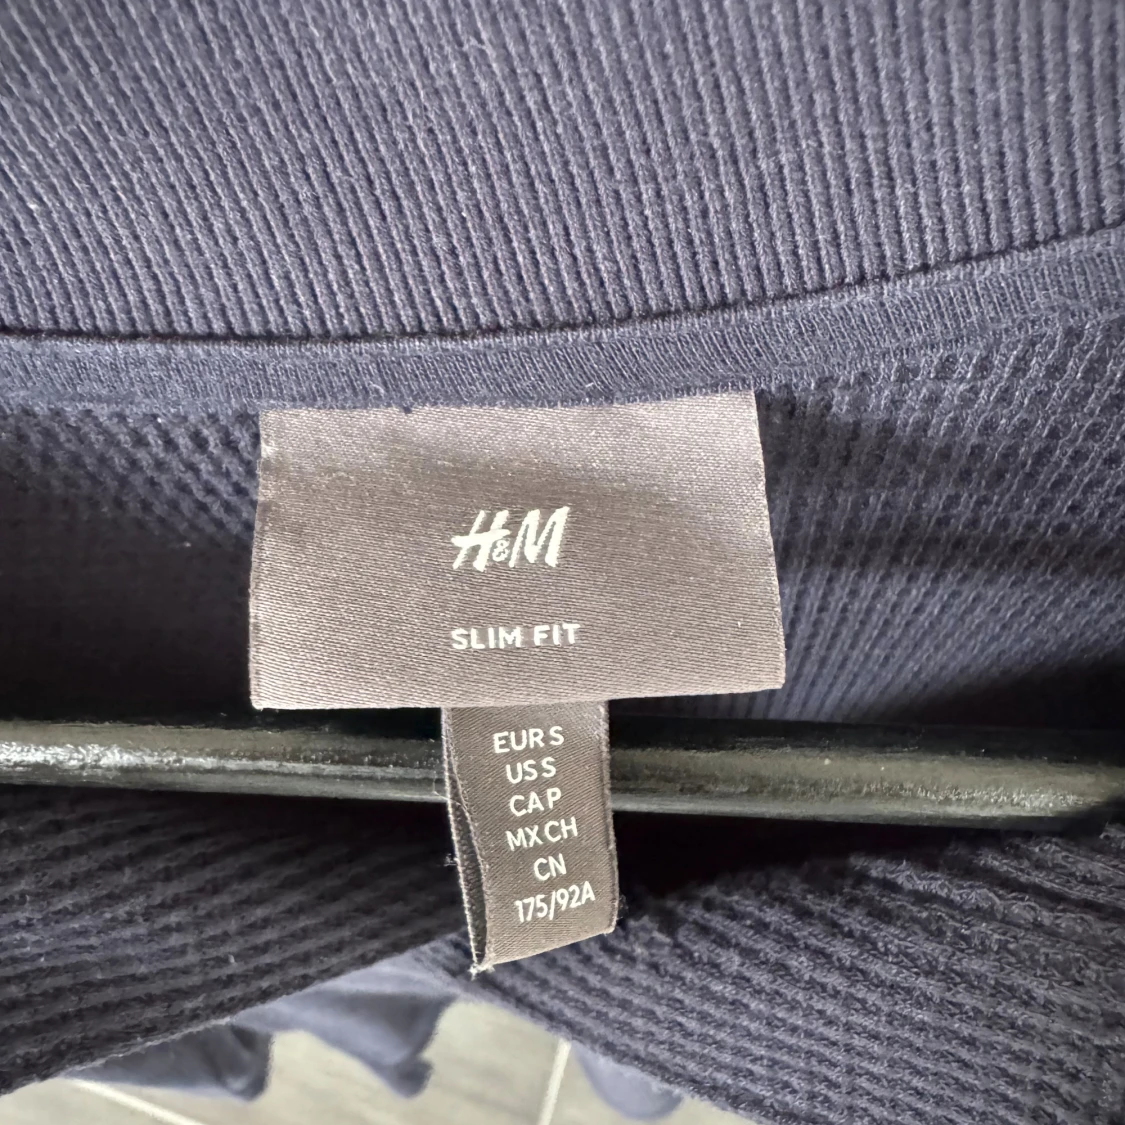 H&M
SLIM FIT
EUR S
US S
CA P
MX CH
CN
175/92A